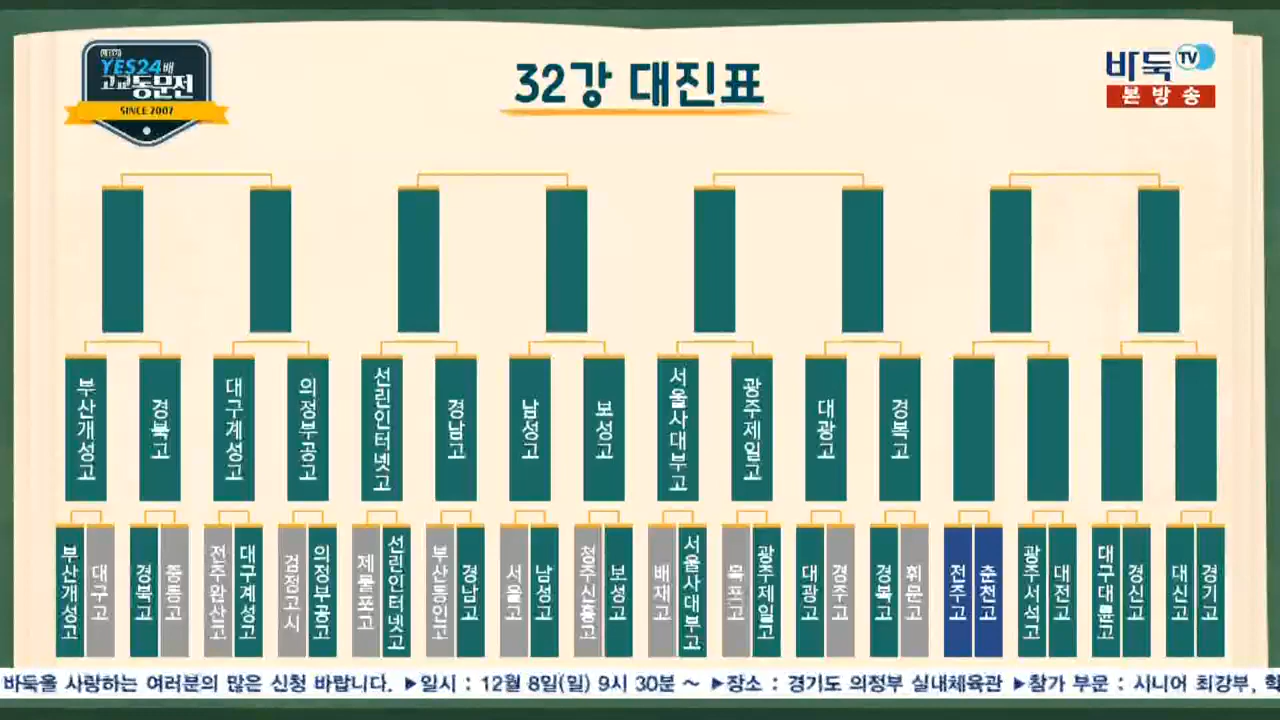 YES24배
고교동문전
SINCE 2007
32강 대진표
바둑TV
본방송
부산개성고
경북고
대구계성고
의정부공고
선린인터넷고
경남고
남성고
보성고
서울사대부고
광주제일고
대광고
경복고
부산개성고
대구고
경북고
중동고
전주완산고
대구계성고
검정고시
의정부공고
제물포고
선린인터넷고
부산동인고
경남고
서울고
남성고
청주신흥고
보성고
배재고
서울사대부고
목포고
광주제일고
대광고
경주고
경복고
휘문고
전주고
춘천고
광주서석고
대전고
대구대륜고
경신고
대신고
경기고
바둑을 사랑하는 여러분의 많은 신청 바랍니다. ▶일시 : 12월 8일(일) 9시 30분 ~ ▶장소 : 경기도 의정부 실내체육관 ▶참가 부문 : 시니어 최강부,